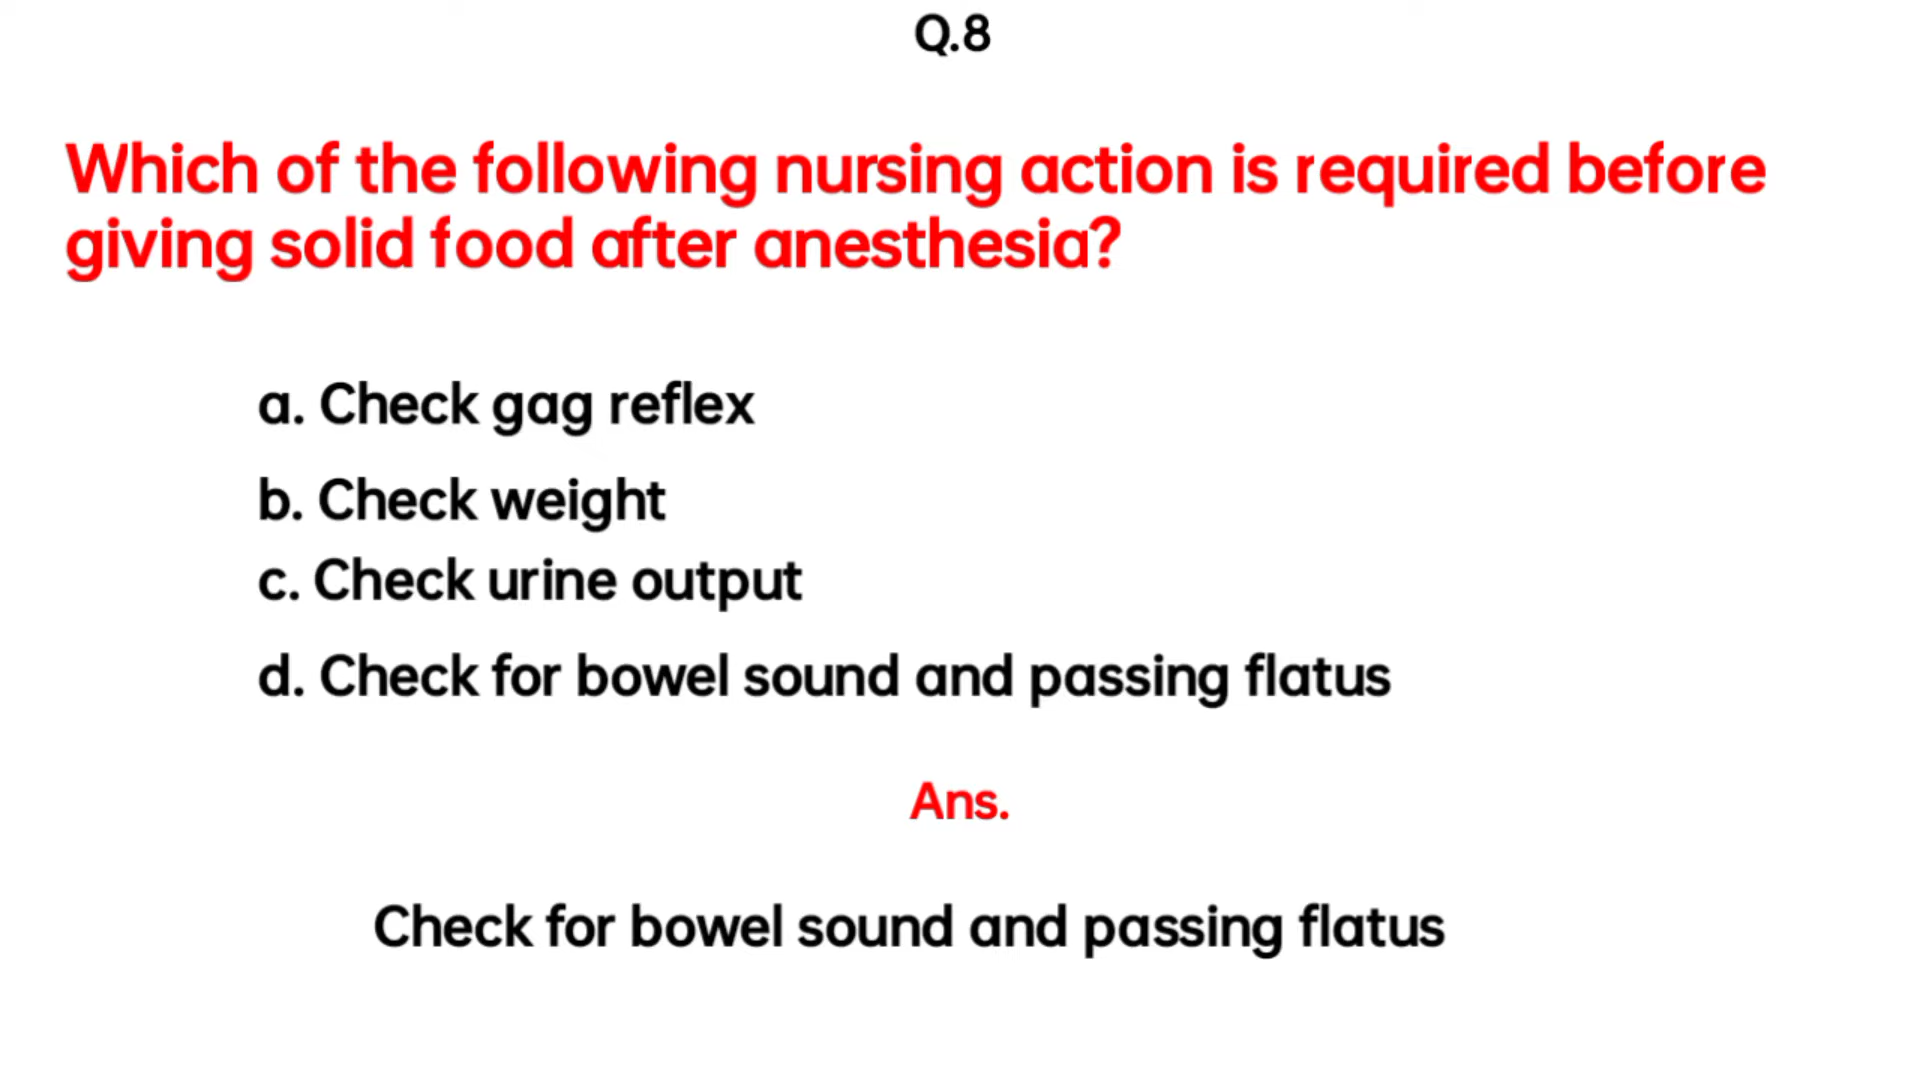 Q.8
Which of the following nursing action is required before
giving solid food after anesthesia?
a. Check gag reflex
b. Check weight
c. Check urine output
d. Check for bowel sound and passing flatus
Ans.
Check for bowel sound and passing flatus